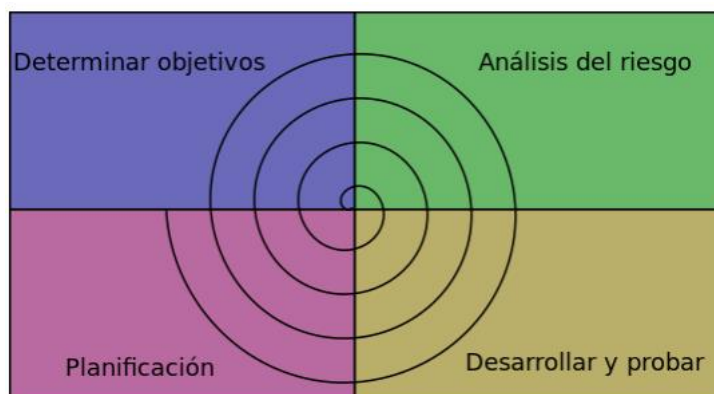 Determinar objetivos
Análisis del riesgo
Planificación
Desarrollar y probar